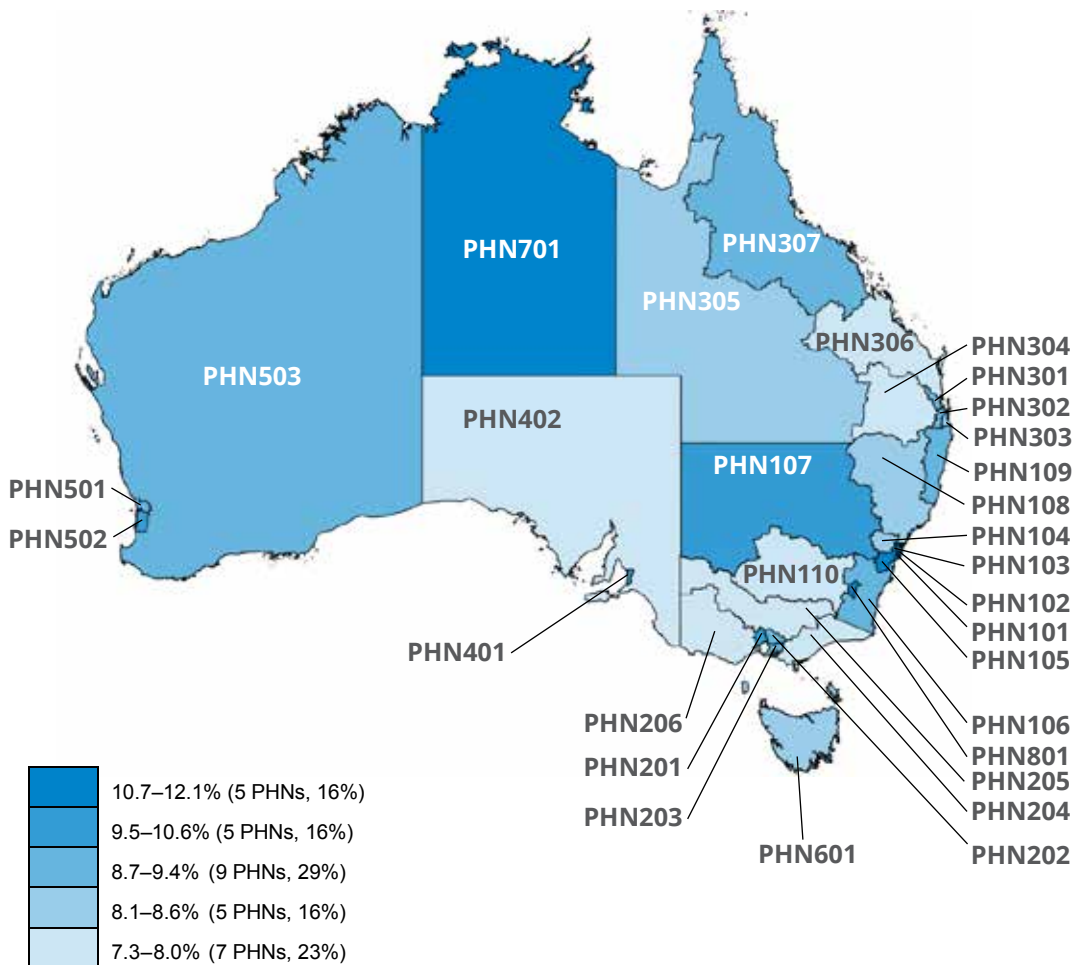 PHN701
PHN307
PHN305
PHN306
PHN304
PHN503
PHN301
PHN402
PHN302
PHN303
PHN107
PHN109
PHN501
PHN108
PHN502
PHN104
PHN103
PHN110
PHN102
PHN101
PHN401
PHN105
PHN206
PHN106
PHN801
PHN201
PHN205
PHN204
PHN203
PHN601
PHN202
10.7–12.1% (5 PHNs, 16%)
9.5–10.6% (5 PHNs, 16%)
8.7–9.4% (9 PHNs, 29%)
8.1–8.6% (5 PHNs, 16%)
7.3–8.0% (7 PHNs, 23%)